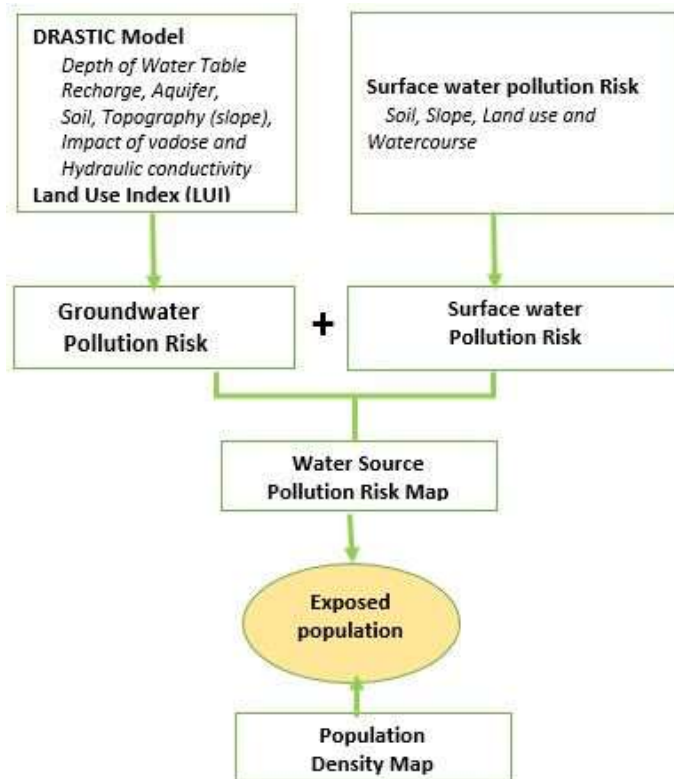 DRASTIC Model
Depth of Water Table
Recharge, Aquifer,
Soil, Topography (slope),
Impact of vadose and
Hydraulic conductivity
Land Use Index (LUI)
Surface water pollution Risk
Soil, Slope, Land use and
Watercourse
Groundwater
Pollution Risk
+
Surface water
Pollution Risk
Water Source
Pollution Risk Map
Exposed
population
Population
Density Map